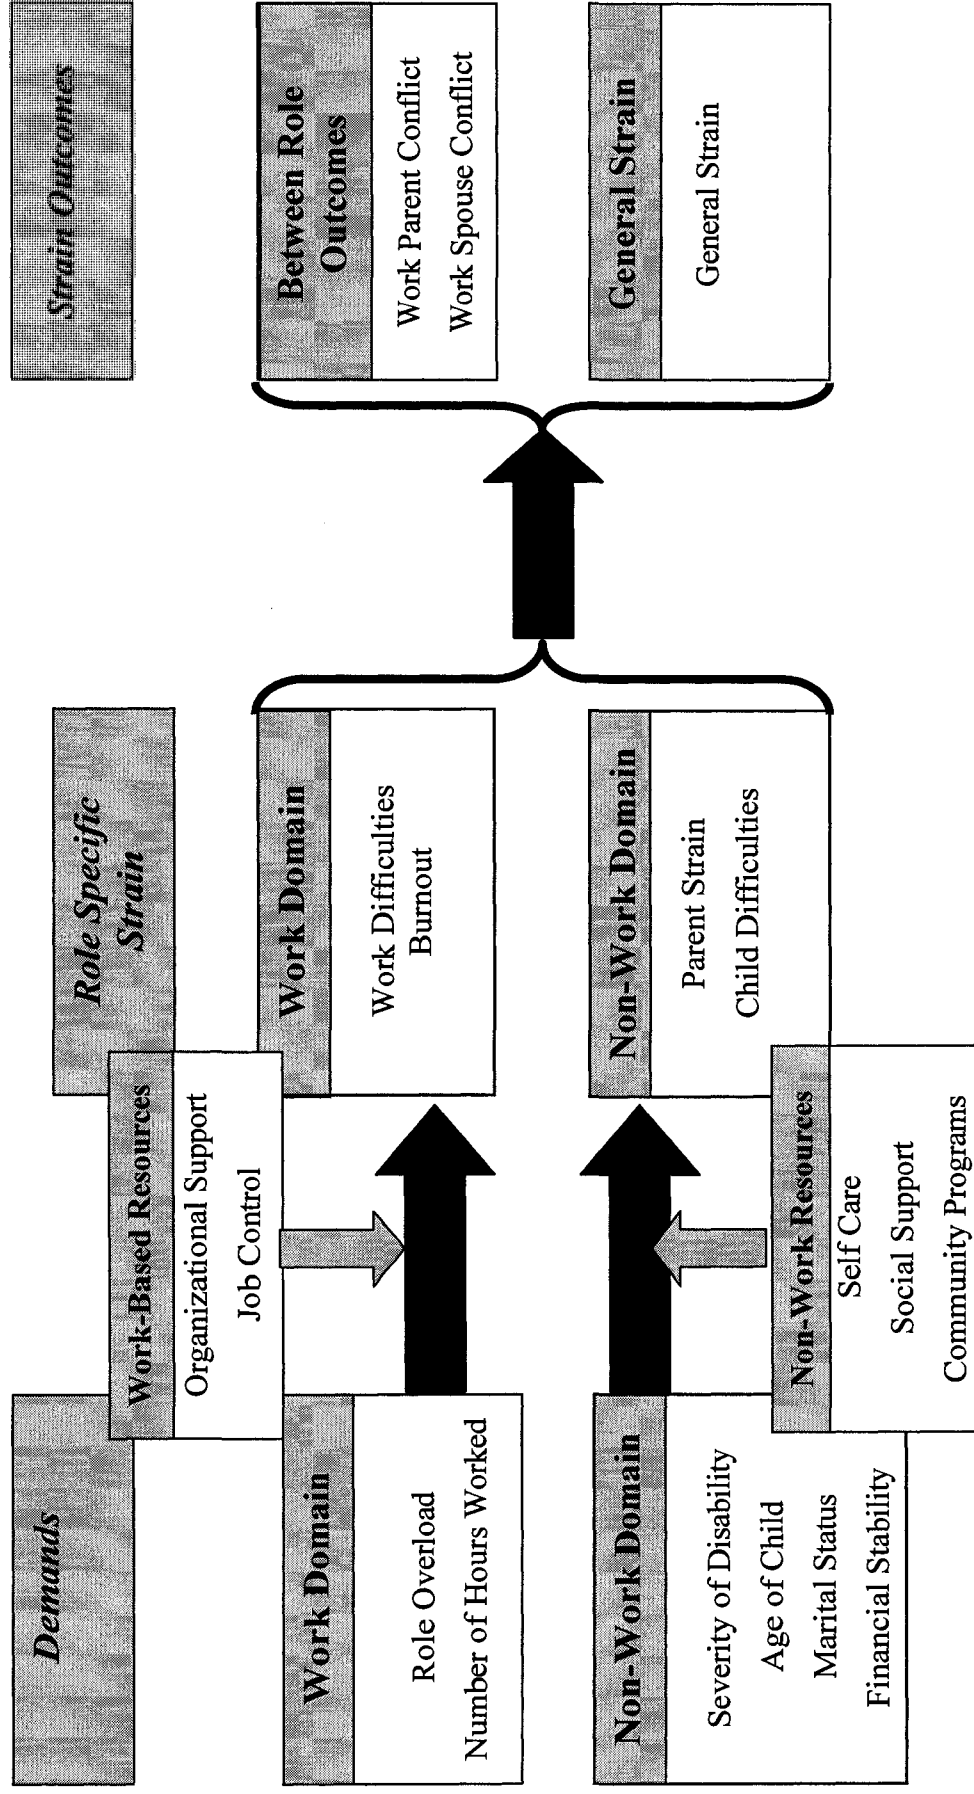 Demands
Role Specific
Strain
Strain Outcomes
Work-Based Resources
Organizational Support
Job Control
Work Domain
Role Overload
Number of Hours Worked
Work Domain
Work Difficulties
Burnout
Between Role
Outcomes
Work Parent Conflict
Work Spouse Conflict
Non-Work Domain
Severity of Disability
Age of Child
Marital Status
Financial Stability
Non-Work Domain
Parent Strain
Child Difficulties
General Strain
General Strain
Non-Work Resources
Self Care
Social Support
Community Programs